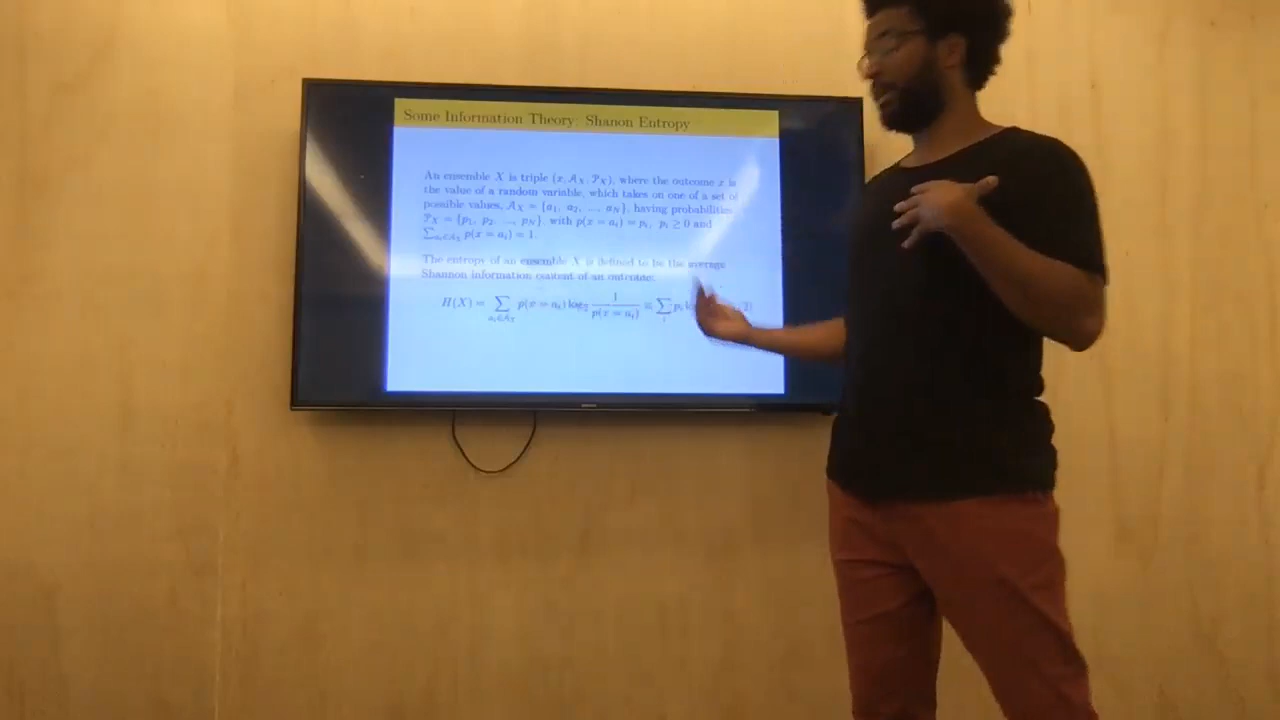 Some Information Theory: Shanon Entropy
An ensemble X is triple (x, 𝒜_X, 𝒫_X), where the outcome x is
the value of a random variable, which takes on one of a set of
possible values, 𝒜_X = {a_1, a_2, ..., a_N}, having probabilities
𝒫_X = {p_1, p_2, ..., p_N}, with p(x = a_i) = p_i, p_i ≥ 0 and
∑_{a_i∈𝒜_X} p(x = a_i) = 1.
The entropy of an ensemble X is defined to be the average
Shannon information content of an outcome:
H(X) = ∑_{a_i∈𝒜_X} p(x = a_i) log_2 1/p(x = a_i) ≡ ∑_i p_i